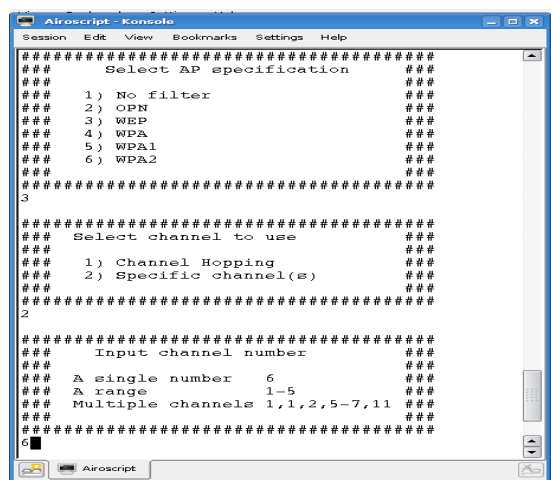 Airoscript - Konsole
Session Edit View Bookmarks Settings Help
#######################################
### Select AP specification ###
### ###
### 1) No filter ###
### 2) OPN ###
### 3) WEP ###
### 4) WPA ###
### 5) WPA1 ###
### 6) WPA2 ###
### ###
#######################################
3
#######################################
### Select channel to use ###
### ###
### 1) Channel Hopping ###
### 2) Specific channel(s) ###
### ###
#######################################
2
#######################################
### Input channel number ###
### ###
### A single number 6 ###
### A range 1-5 ###
### Multiple channels 1,1,2,5-7,11 ###
### ###
#######################################
6
Airoscript